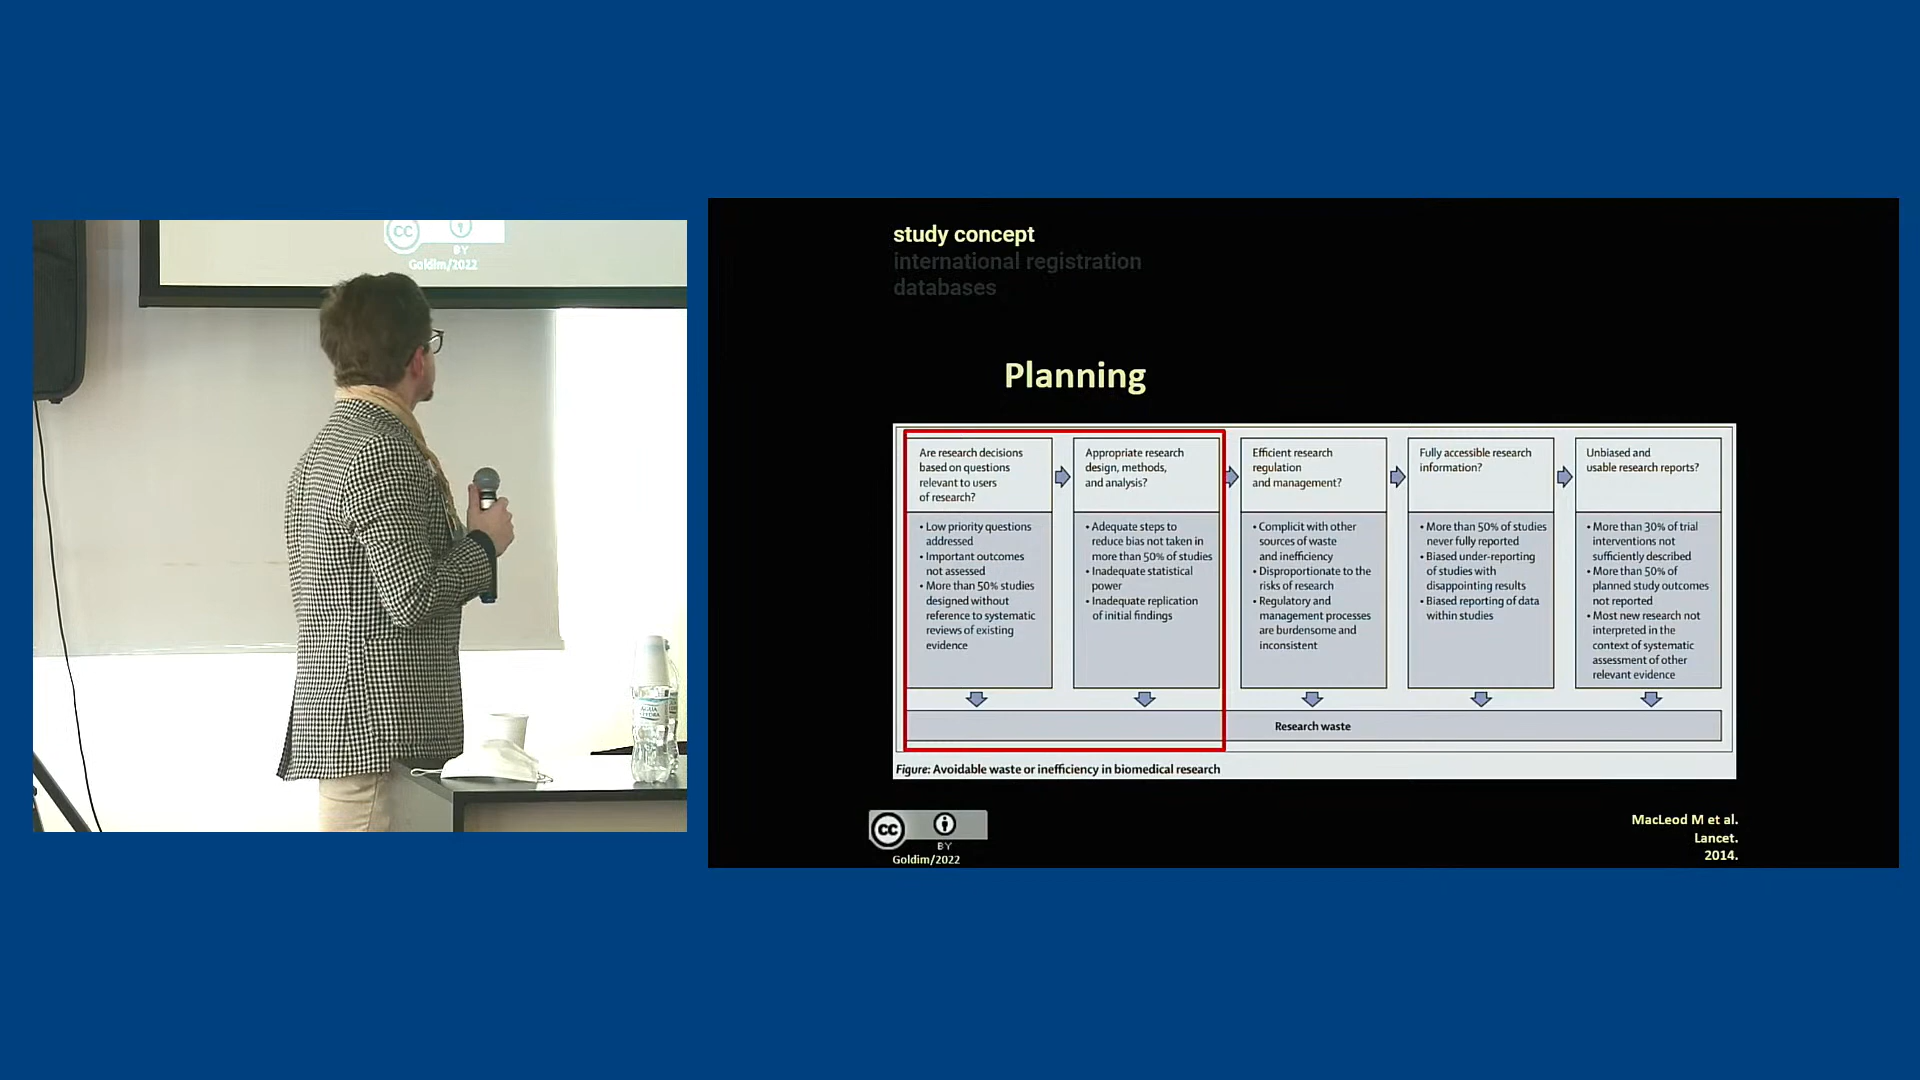 CC
BY
Goldim/2022
study concept
international registration
databases
Planning
Are research decisions
based on questions
relevant to users
of research?
• Low priority questions
addressed
• Important outcomes
not assessed
• More than 50% studies
designed without
reference to systematic
reviews of existing
evidence
Appropriate research
design, methods,
and analysis?
• Adequate steps to
reduce bias not taken in
more than 50% of studies
• Inadequate statistical
power
• Inadequate replication
of initial findings
Efficient research
regulation
and management?
• Complicit with other
sources of waste
and inefficiency
• Disproportionate to the
risks of research
• Regulatory and
management processes
are burdensome and
inconsistent
Fully accessible research
information?
• More than 50% of studies
never fully reported
• Biased under-reporting
of studies with
disappointing results
• Biased reporting of data
within studies
Unbiased and
usable research reports?
• More than 30% of trial
interventions not
sufficiently described
• More than 50% of
planned study outcomes
not reported
• Most new research not
interpreted in the
context of systematic
assessment of other
relevant evidence
Research waste
Figure: Avoidable waste or inefficiency in biomedical research
CC
BY
Goldim/2022
MacLeod M et al.
Lancet.
2014.